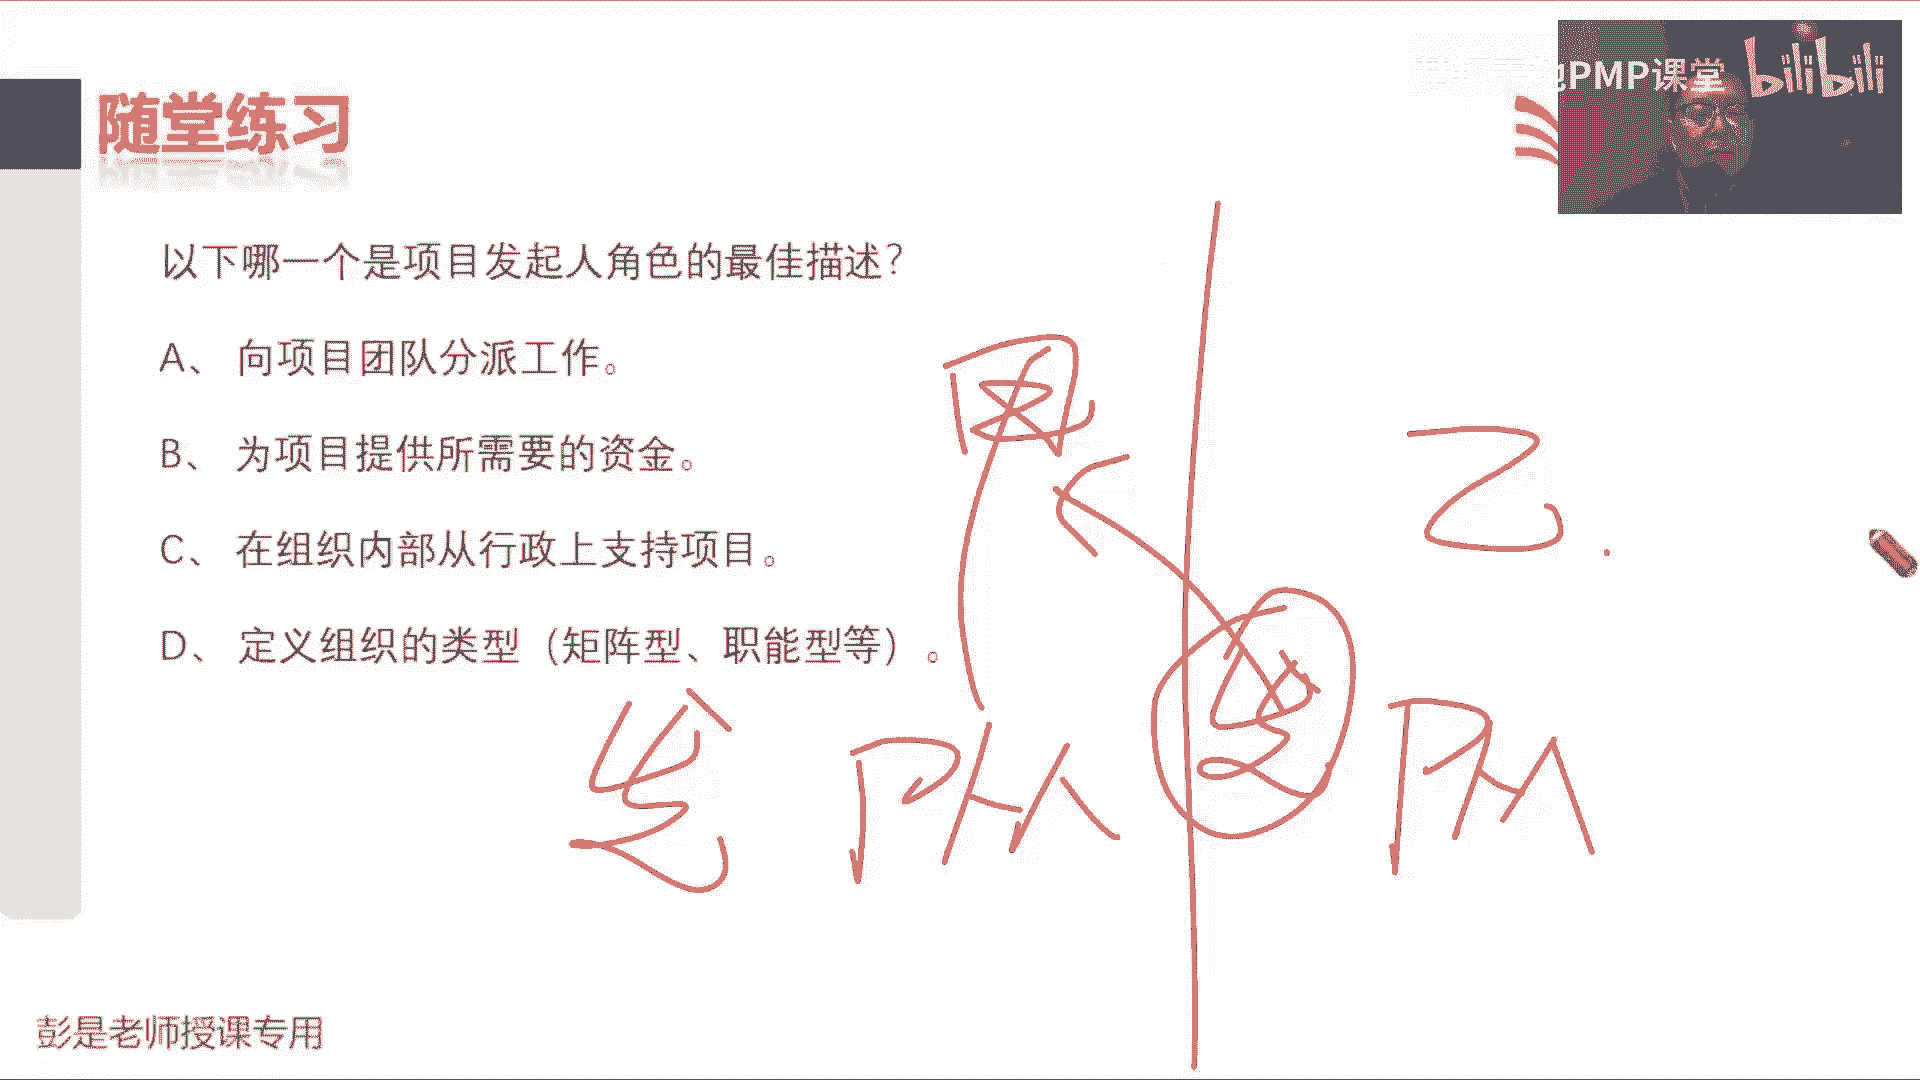 随堂练习
PMP课堂 bilibili
以下哪一个是项目发起人角色的最佳描述?
A、 向项目团队分派工作。
B、 为项目提供所需要的资金。
C、 在组织内部从行政上支持项目。
D、 定义组织的类型（矩阵型、职能型等）。
乙
发 PM 发 PM
彭是老师授课专用